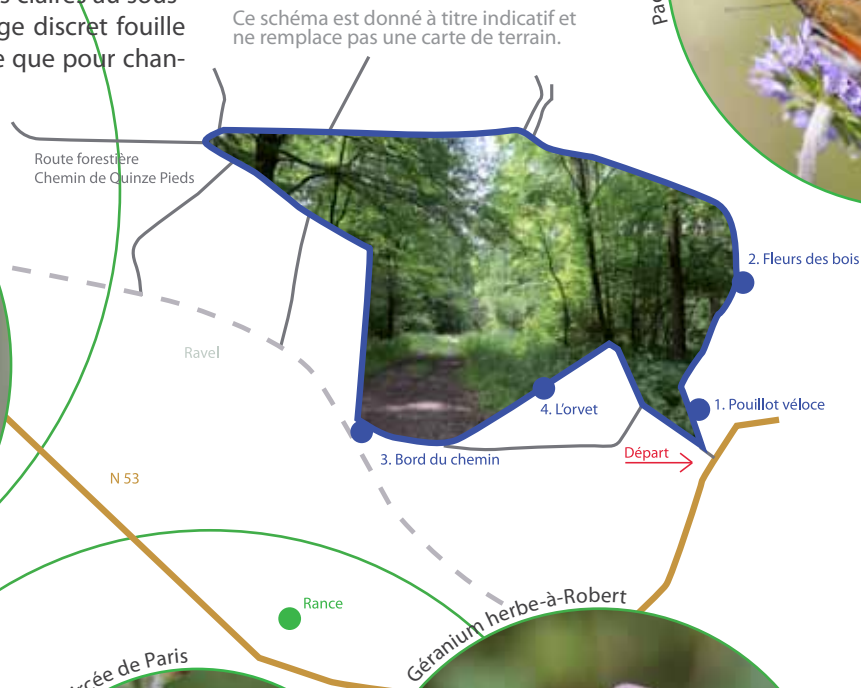 ge discret fouille
e que pour chan-
Ce schéma est donné à titre indicatif et
ne remplace pas une carte de terrain.
Route forestière
Chemin de Quinze Pieds
2. Fleurs des bois
Ravel
4. L'orvet
1. Pouillot véloce
3. Bord du chemin
Départ
N 53
Rance
Géranium herbe-à-Robert
cée de Paris